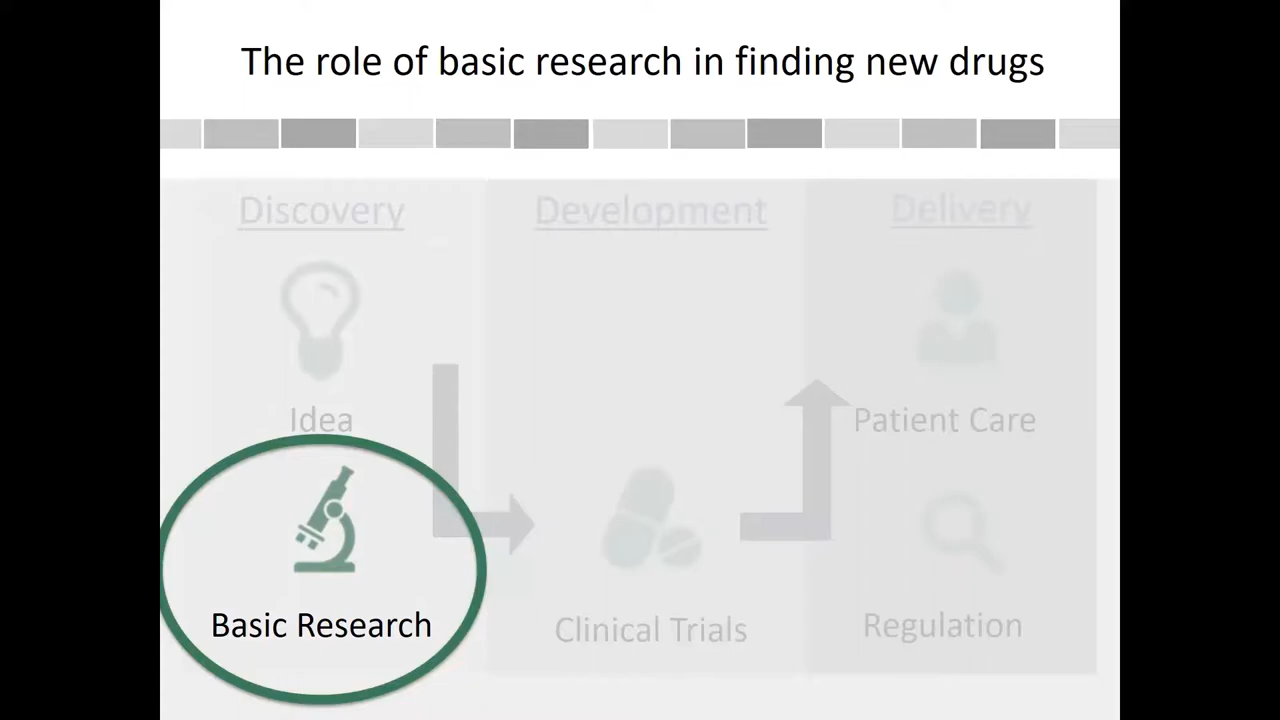 The role of basic research in finding new drugs
Discovery
Development
Delivery
Idea
Patient Care
Basic Research
Clinical Trials
Regulation